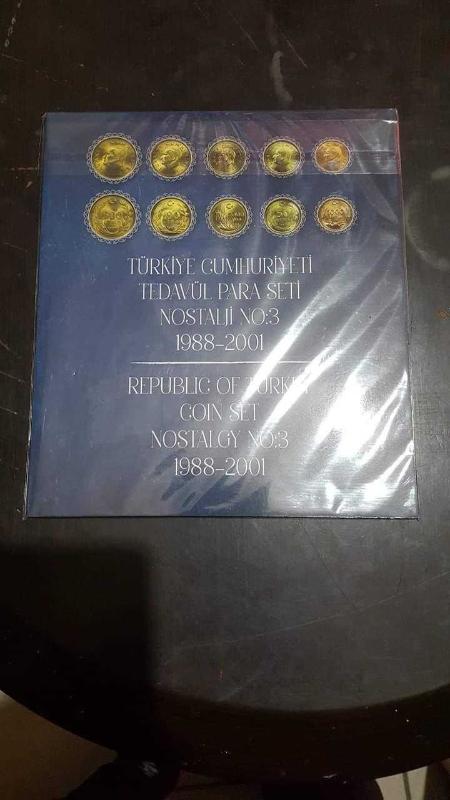 TÜRKİYE CUMHURİYETİ
TEDAVÜL PARA SETİ
NOSTALJİ NO:3
1988-2001
REPUBLIC OF TURKEY
COIN SET
NOSTALGY NO:3
1988-2001